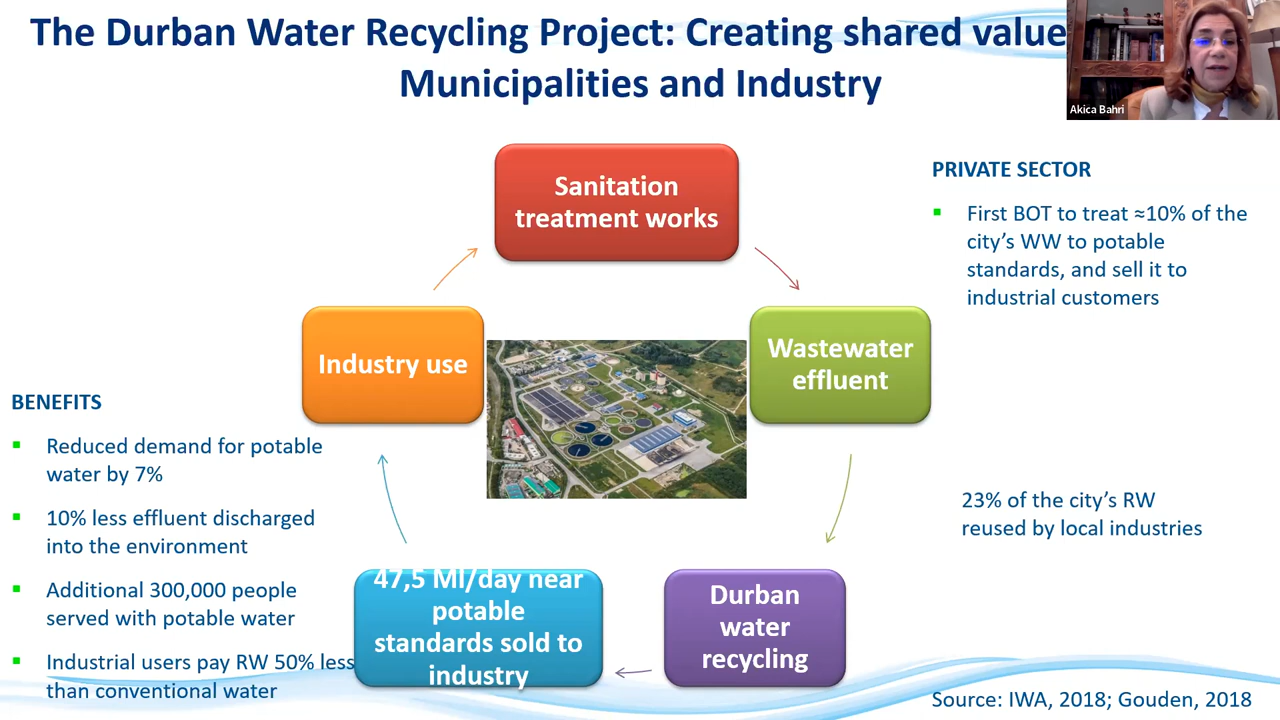 The Durban Water Recycling Project: Creating shared value
Municipalities and Industry
Akica Bahri
Sanitation
treatment works
PRIVATE SECTOR
First BOT to treat ≈10% of the
city's WW to potable
standards, and sell it to
industrial customers
Industry use
Wastewater
effluent
BENEFITS
Reduced demand for potable
water by 7%
10% less effluent discharged
into the environment
Additional 300,000 people
served with potable water
Industrial users pay RW 50% less
than conventional water
23% of the city's RW
reused by local industries
47,5 Ml/day near
potable
standards sold to
industry
Durban
water
recycling
Source: IWA, 2018; Gouden, 2018